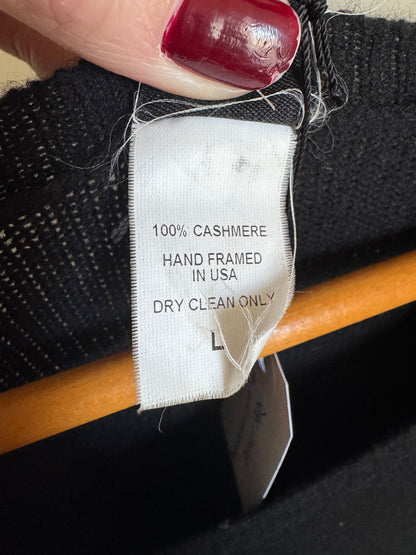 100% CASHMERE
HAND FRAMED
IN USA
DRY CLEAN ONLY
L